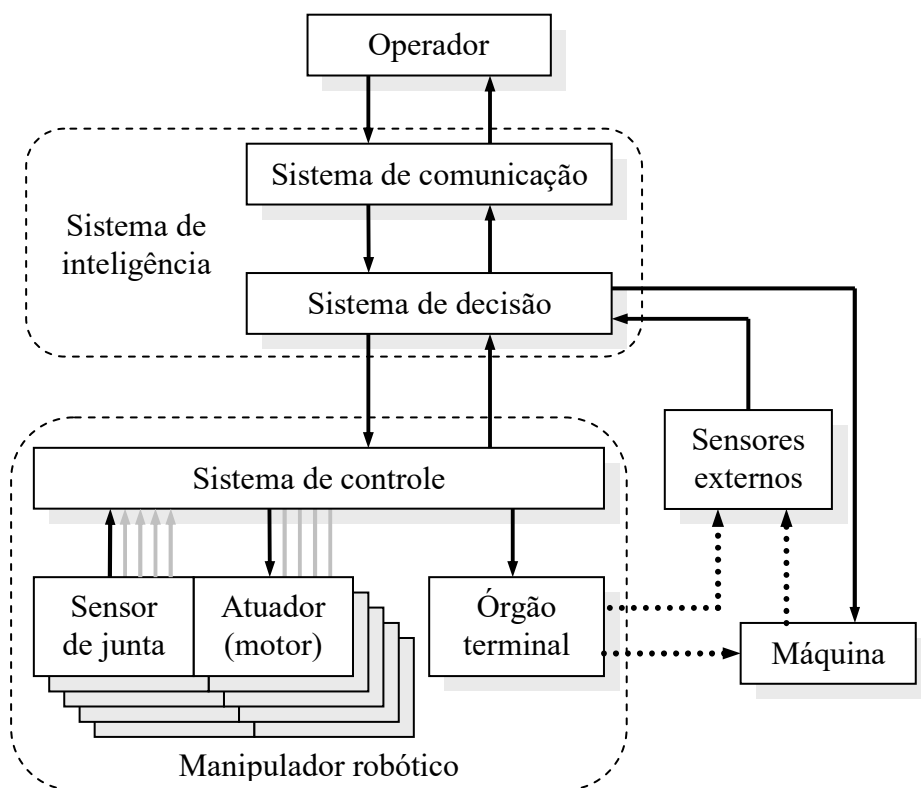 Operador
Sistema de comunicação
Sistema de
inteligência
Sistema de decisão
Sensores
externos
Sistema de controle
Sensor
de junta
Atuador
(motor)
Órgão
terminal
Máquina
Manipulador robótico